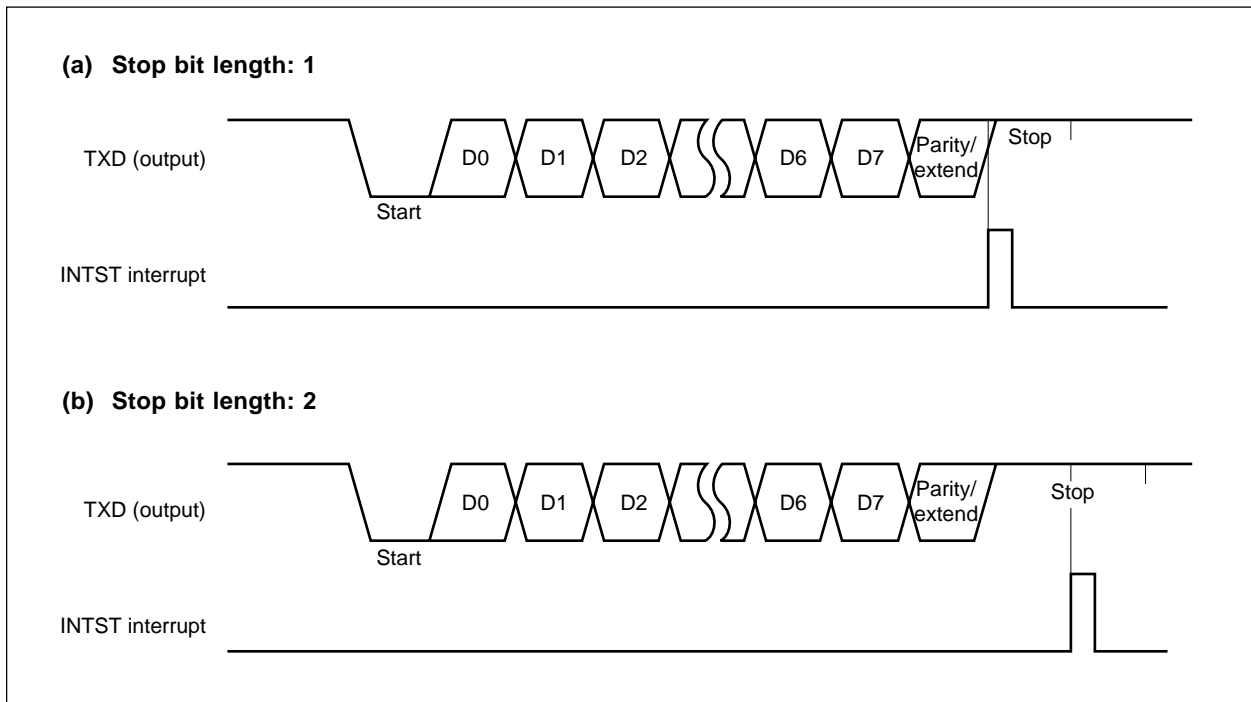 (a) Stop bit length: 1
TXD (output)
D0 D1 D2 D6 D7 Parity/
extend
Stop
Start
INTST interrupt
(b) Stop bit length: 2
TXD (output)
D0 D1 D2 D6 D7 Parity/
extend
Stop
Start
INTST interrupt